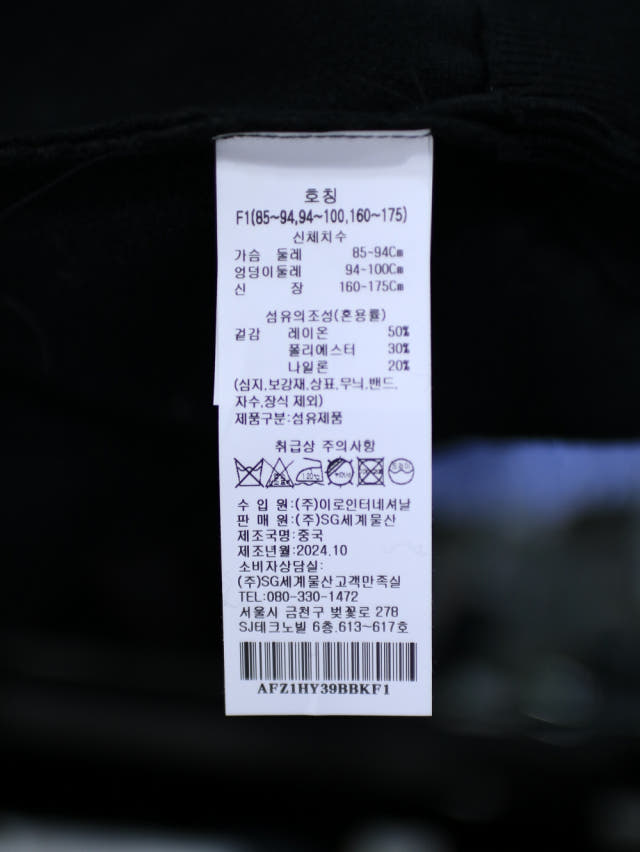 호칭
F1(85~94,94~100,160~175)
신체치수
가슴 둘레 85-94Cm
엉덩이둘레 94-100Cm
신 장 160-175Cm
섬유의조성(혼용률)
겉감 레이온 50%
폴리에스터 30%
나일론 20%
(심지,보강재,상표,무늬,밴드,
자수,장식 제외)
제품구분:섬유제품
취급상 주의사항
수 입 원:(주)이로인터네셔날
판 매 원:(주)SG세계물산
제조국명:중국
제조년월:2024.10
소비자상담실:
(주)SG세계물산고객만족실
TEL:080-330-1472
서울시 금천구 벚꽃로 278
SJ테크노빌 6층,613~617호
AFZ1HY39BBKF1